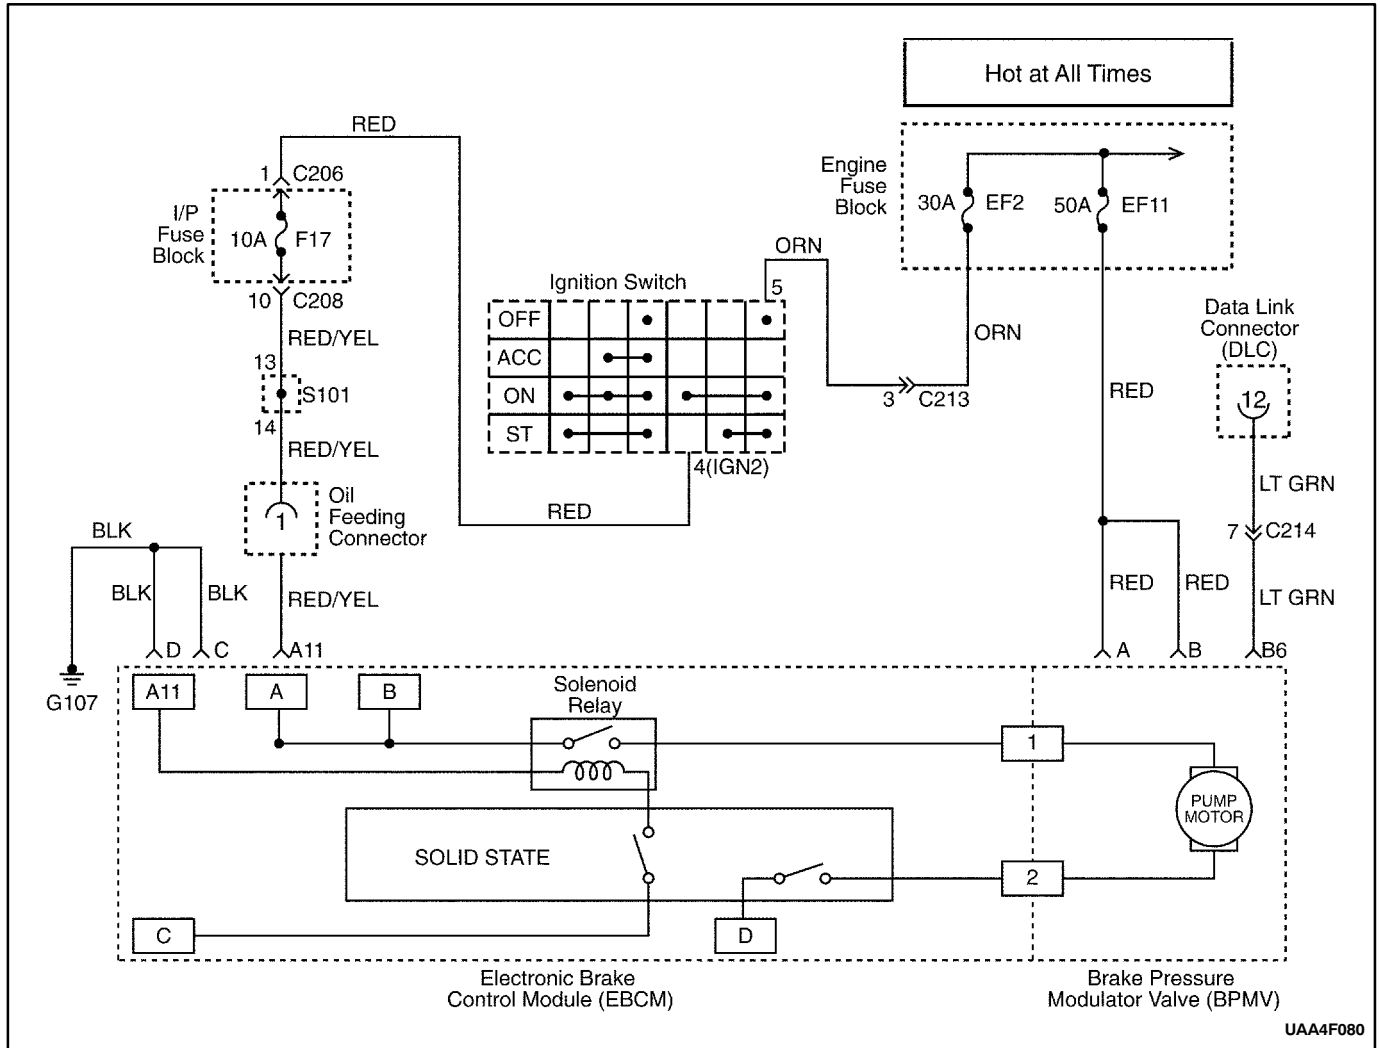 Hot at All Times
RED
1 C206
I/P
Fuse
Block
10A F17
10 C208
RED/YEL
13
S101
14
RED/YEL
Oil
Feeding
Connector
1
RED/YEL
BLK
BLK
BLK
D
C
A11
G107
Ignition Switch
OFF
ACC
ON
ST
5
4(IGN2)
RED
ORN
ORN
3 C213
Engine
Fuse
Block
30A EF2
50A EF11
RED
RED
RED
A
B
B6
Data Link
Connector
(DLC)
12
LT GRN
7 C214
LT GRN
A11
A
B
Solenoid
Relay
1
PUMP
MOTOR
SOLID STATE
2
C
D
Electronic Brake
Control Module (EBCM)
Brake Pressure
Modulator Valve (BPMV)
UAA4F080